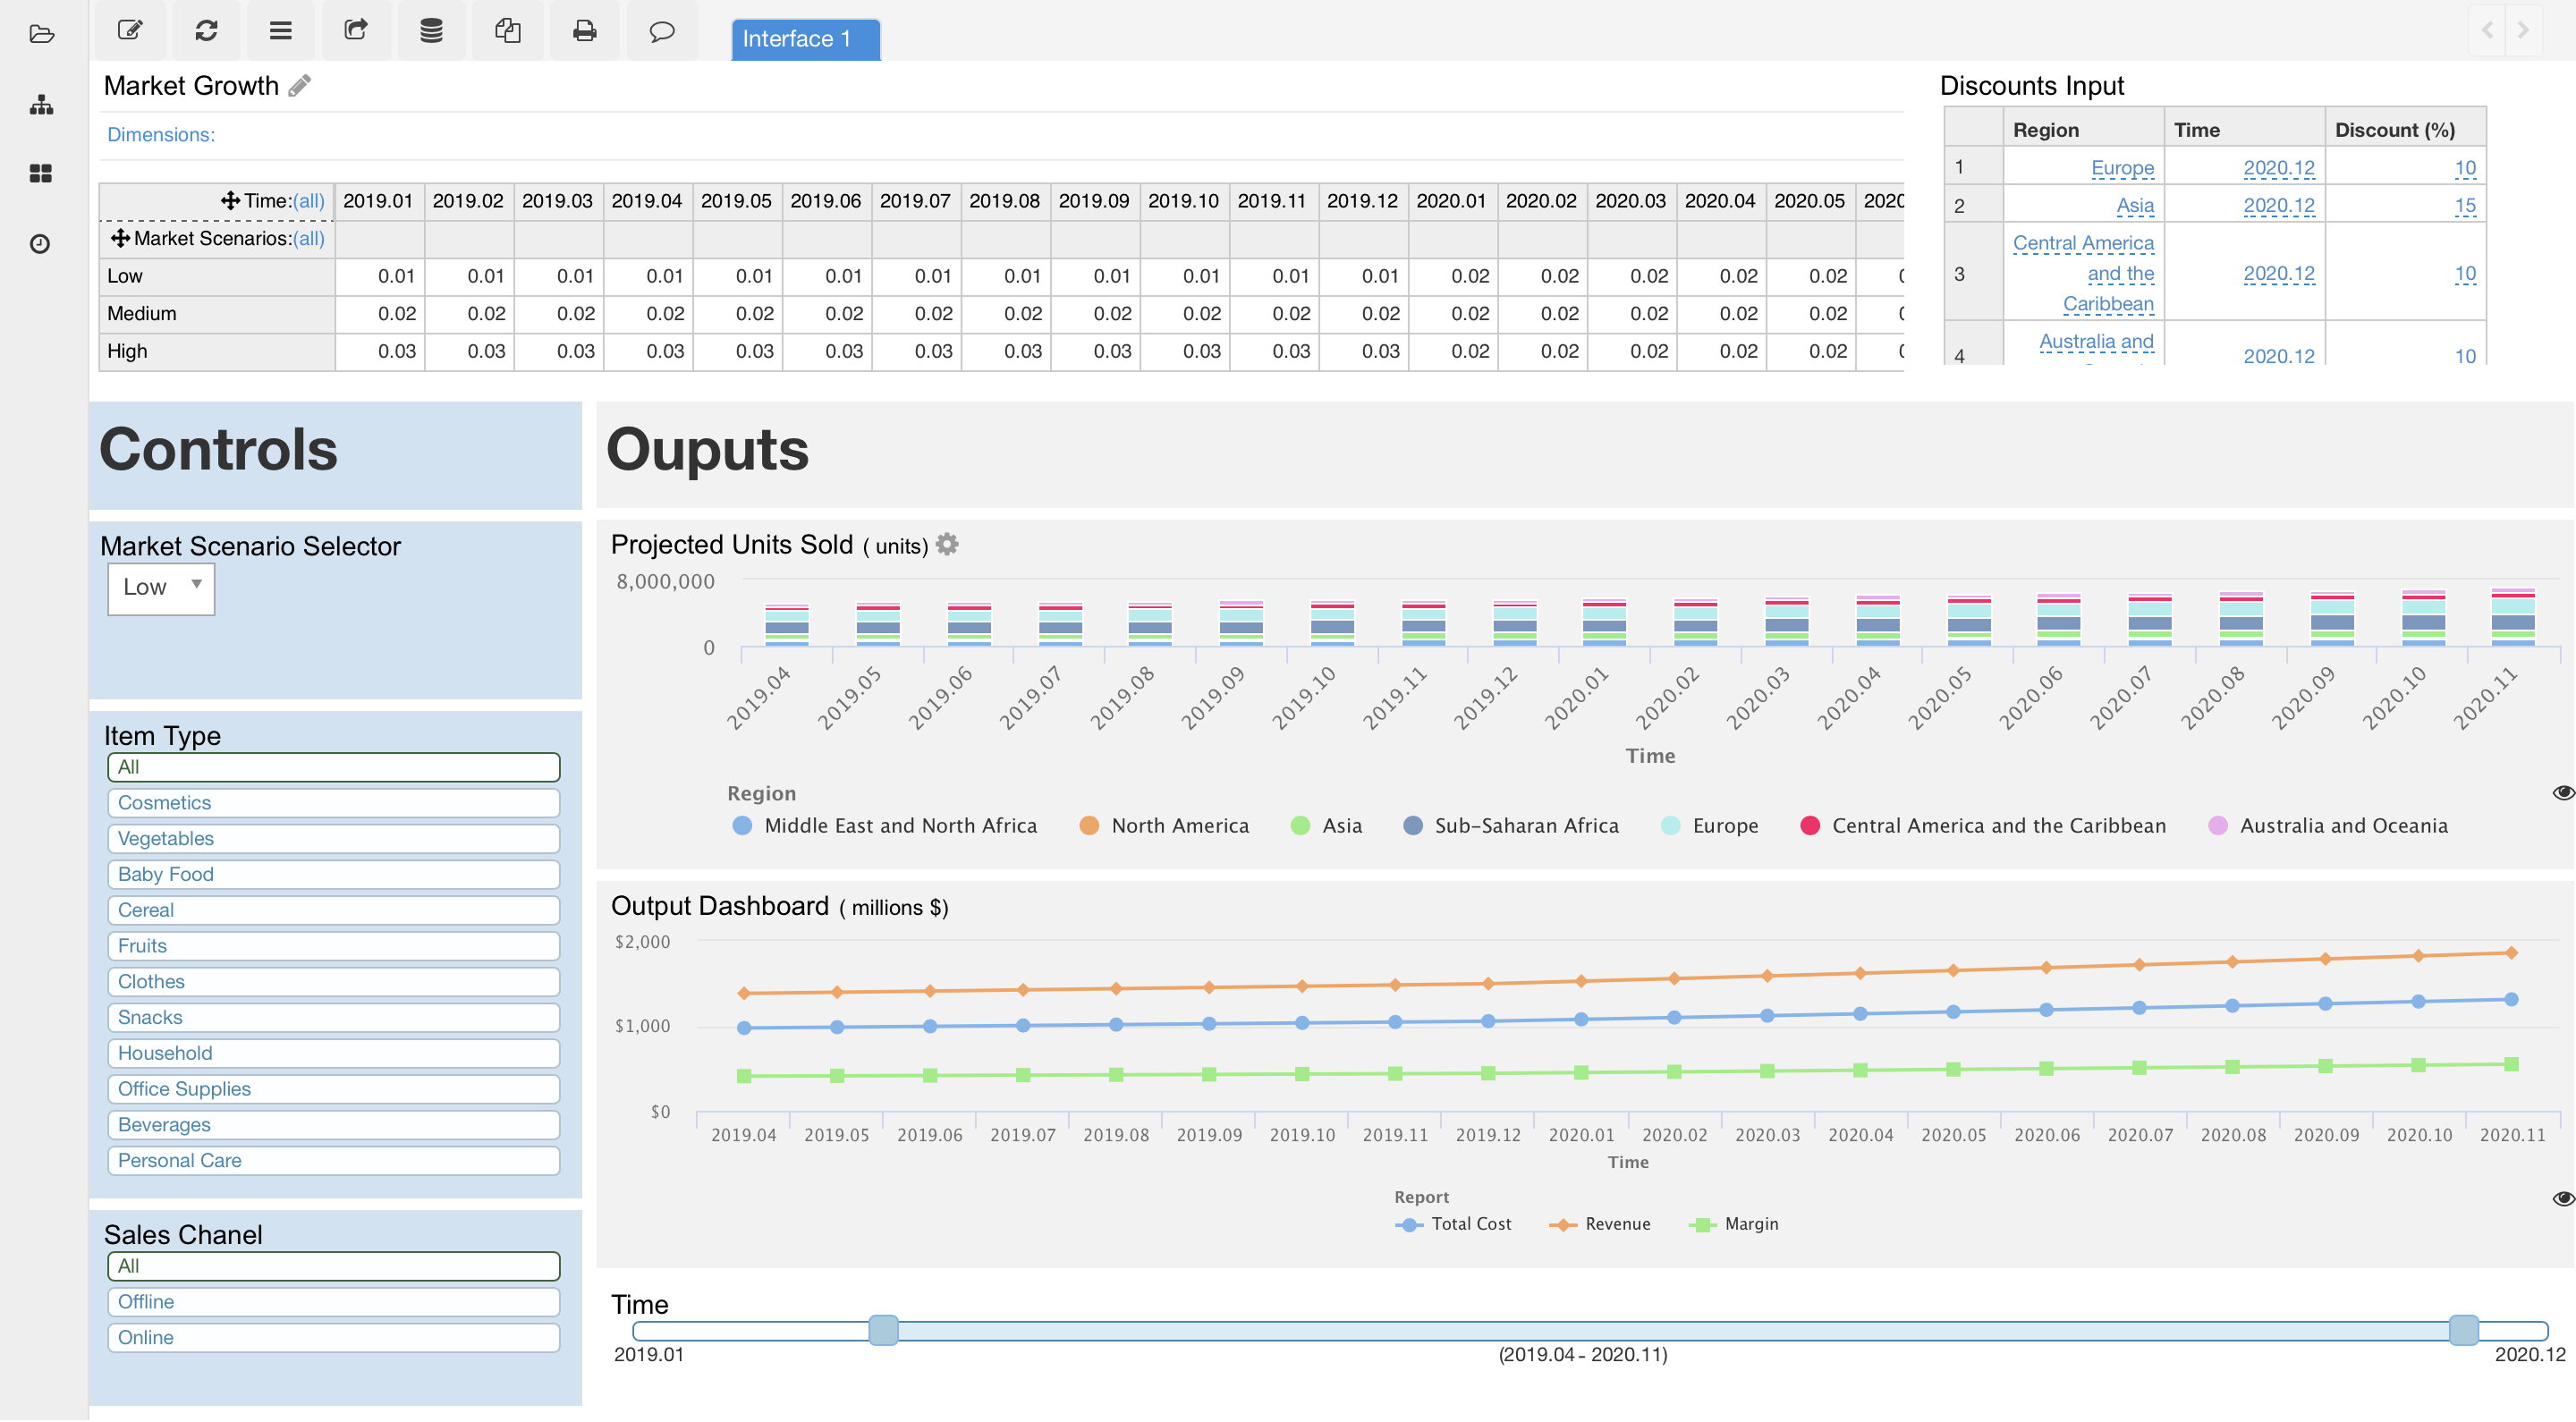 Interface 1
Market Growth
Dimensions:
Time:(all) 2019.01 2019.02 2019.03 2019.04 2019.05 2019.06 2019.07 2019.08 2019.09 2019.10 2019.11 2019.12 2020.01 2020.02 2020.03 2020.04 2020.05 2020
Market Scenarios:(all)
Low 0.01 0.01 0.01 0.01 0.01 0.01 0.01 0.01 0.01 0.01 0.01 0.01 0.02 0.02 0.02 0.02 0.02
Medium 0.02 0.02 0.02 0.02 0.02 0.02 0.02 0.02 0.02 0.02 0.02 0.02 0.02 0.02 0.02 0.02 0.02
High 0.03 0.03 0.03 0.03 0.03 0.03 0.03 0.03 0.03 0.03 0.03 0.03 0.02 0.02 0.02 0.02 0.02
Discounts Input
Region Time Discount (%)
1 Europe 2020.12 10
2 Asia 2020.12 15
Central America
3 and the 2020.12 10
Caribbean
Australia and
4 2020.12 10
Controls
Market Scenario Selector
Low
Item Type
All
Cosmetics
Vegetables
Baby Food
Cereal
Fruits
Clothes
Snacks
Household
Office Supplies
Beverages
Personal Care
Sales Chanel
All
Offline
Online
Ouputs
Projected Units Sold ( units)
8,000,000
0
2019.04 2019.05 2019.06 2019.07 2019.08 2019.09 2019.10 2019.11 2019.12 2020.01 2020.02 2020.03 2020.04 2020.05 2020.06 2020.07 2020.08 2020.09 2020.10 2020.11
Time
Region
Middle East and North Africa North America Asia Sub-Saharan Africa Europe Central America and the Caribbean Australia and Oceania
Output Dashboard ( millions $)
$2,000
$1,000
$0
2019.04 2019.05 2019.06 2019.07 2019.08 2019.09 2019.10 2019.11 2019.12 2020.01 2020.02 2020.03 2020.04 2020.05 2020.06 2020.07 2020.08 2020.09 2020.10 2020.11
Time
Report
Total Cost Revenue Margin
Time
2019.01 (2019.04 - 2020.11) 2020.12